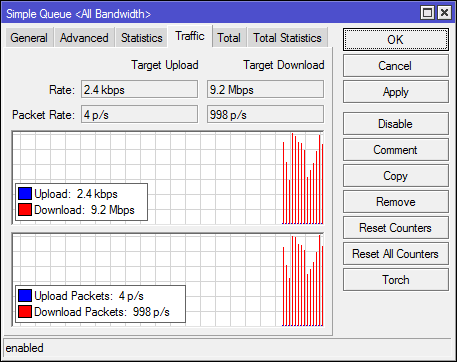 Simple Queue <All Bandwidth>
General Advanced Statistics Traffic Total Total Statistics
Target Upload Target Download
Rate: 2.4 kbps 9.2 Mbps
Packet Rate: 4 p/s 998 p/s
Upload: 2.4 kbps
Download: 9.2 Mbps
Upload Packets: 4 p/s
Download Packets: 998 p/s
OK
Cancel
Apply
Disable
Comment
Copy
Remove
Reset Counters
Reset All Counters
Torch
enabled